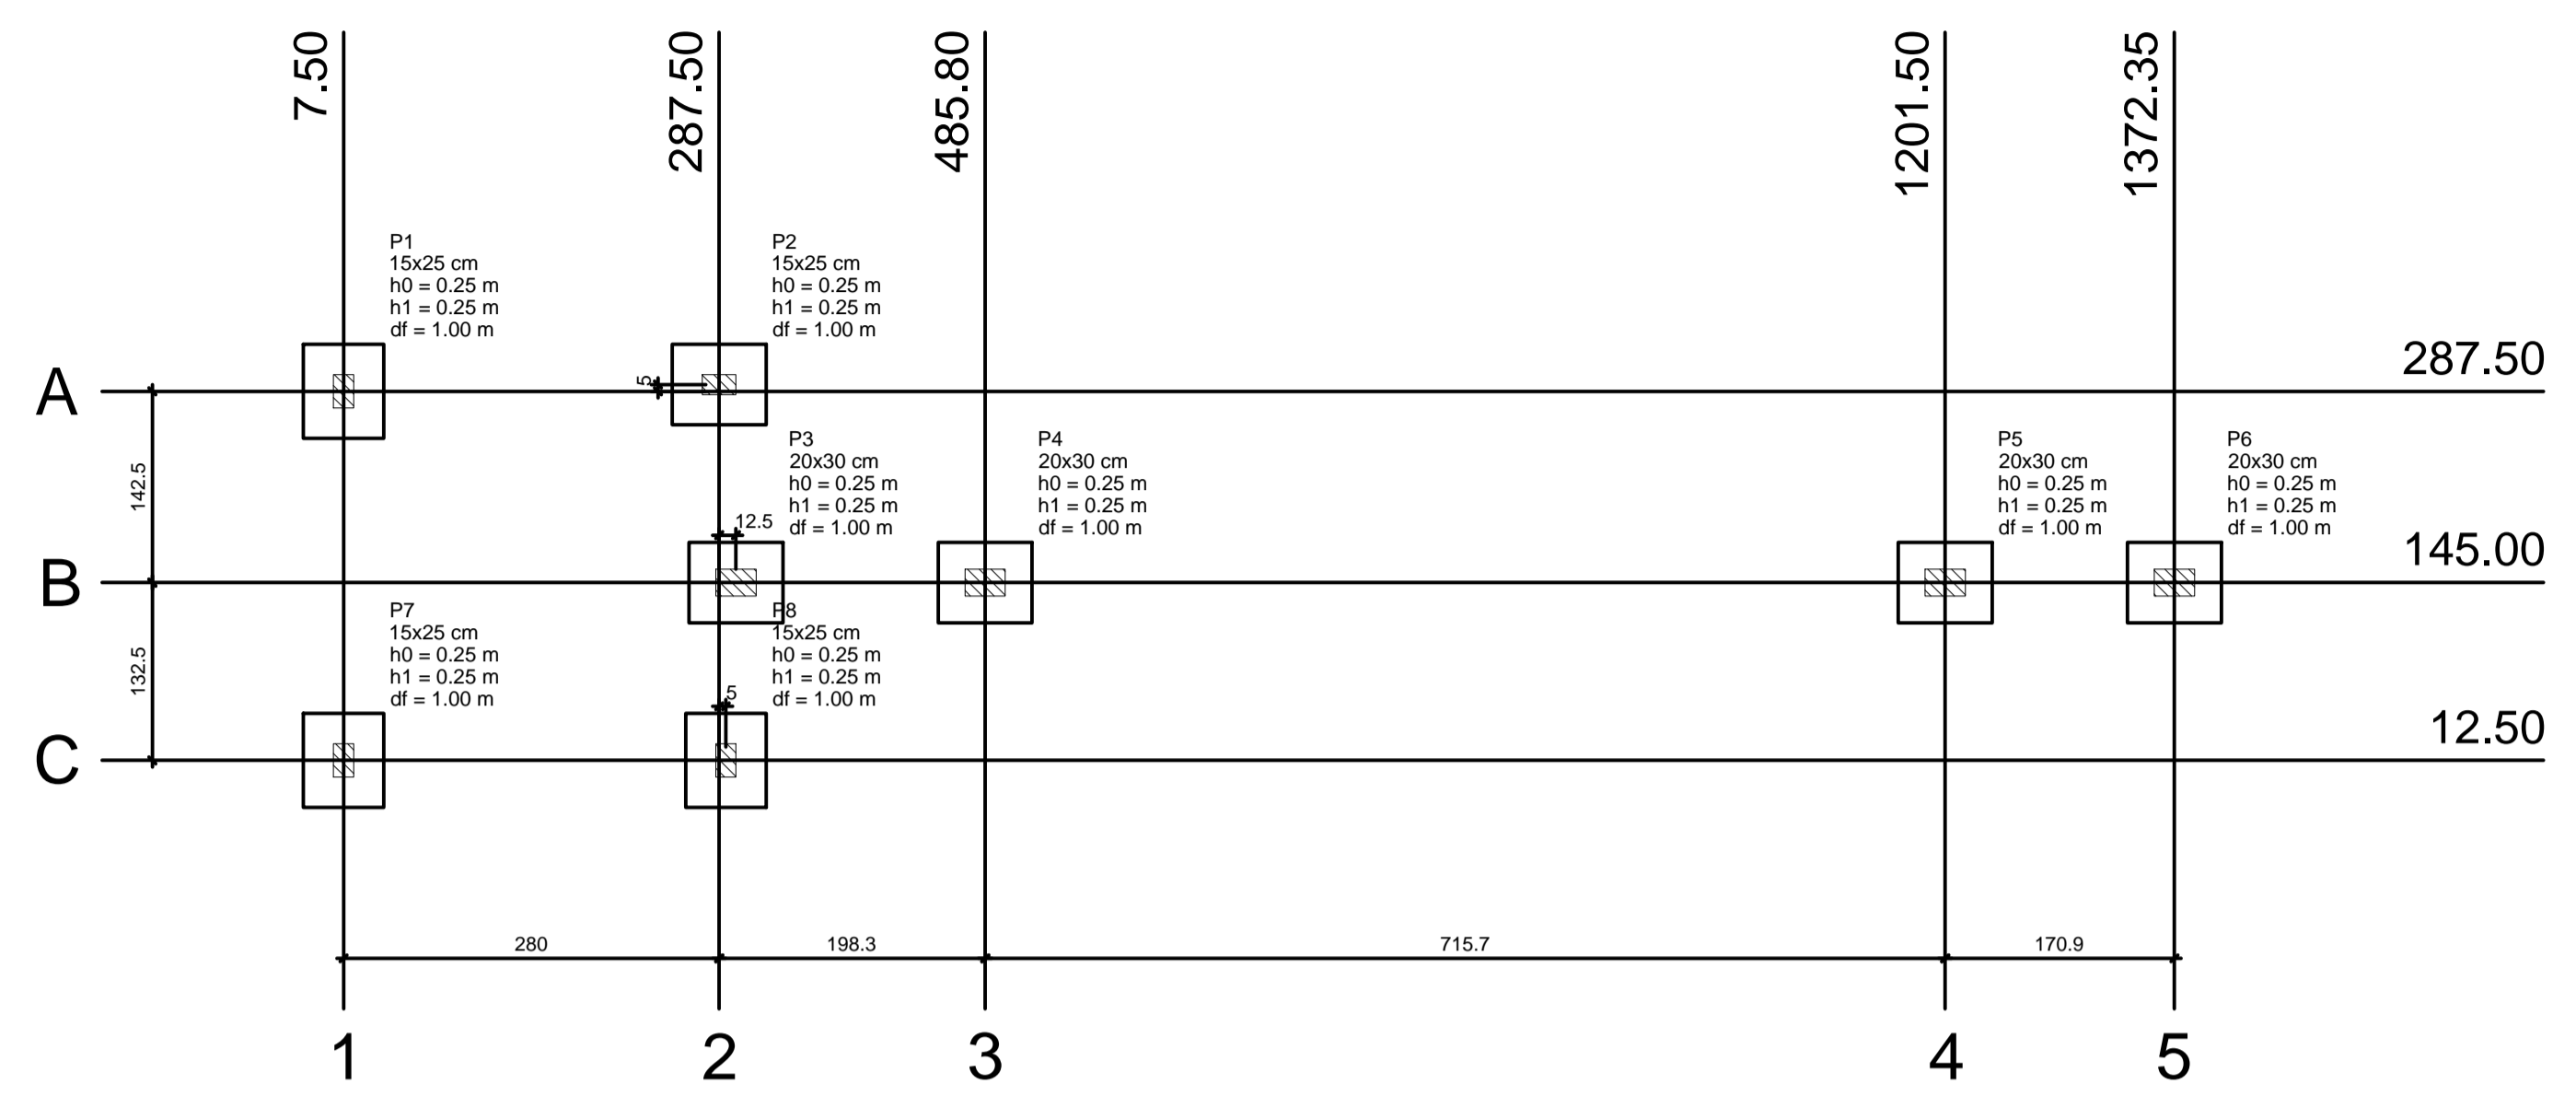 7.50
287.50
485.80
1201.50
1372.35
P1
15x25 cm
h0 = 0.25 m
h1 = 0.25 m
df = 1.00 m
P2
15x25 cm
h0 = 0.25 m
h1 = 0.25 m
df = 1.00 m
A
5
287.50
142.5
P3
20x30 cm
h0 = 0.25 m
h1 = 0.25 m
df = 1.00 m
12.5
P4
20x30 cm
h0 = 0.25 m
h1 = 0.25 m
df = 1.00 m
P5
20x30 cm
h0 = 0.25 m
h1 = 0.25 m
df = 1.00 m
P6
20x30 cm
h0 = 0.25 m
h1 = 0.25 m
df = 1.00 m
B
145.00
132.5
P7
15x25 cm
h0 = 0.25 m
h1 = 0.25 m
df = 1.00 m
P8
15x25 cm
h0 = 0.25 m
h1 = 0.25 m
df = 1.00 m
5
C
12.50
280
198.3
715.7
170.9
1
2
3
4
5